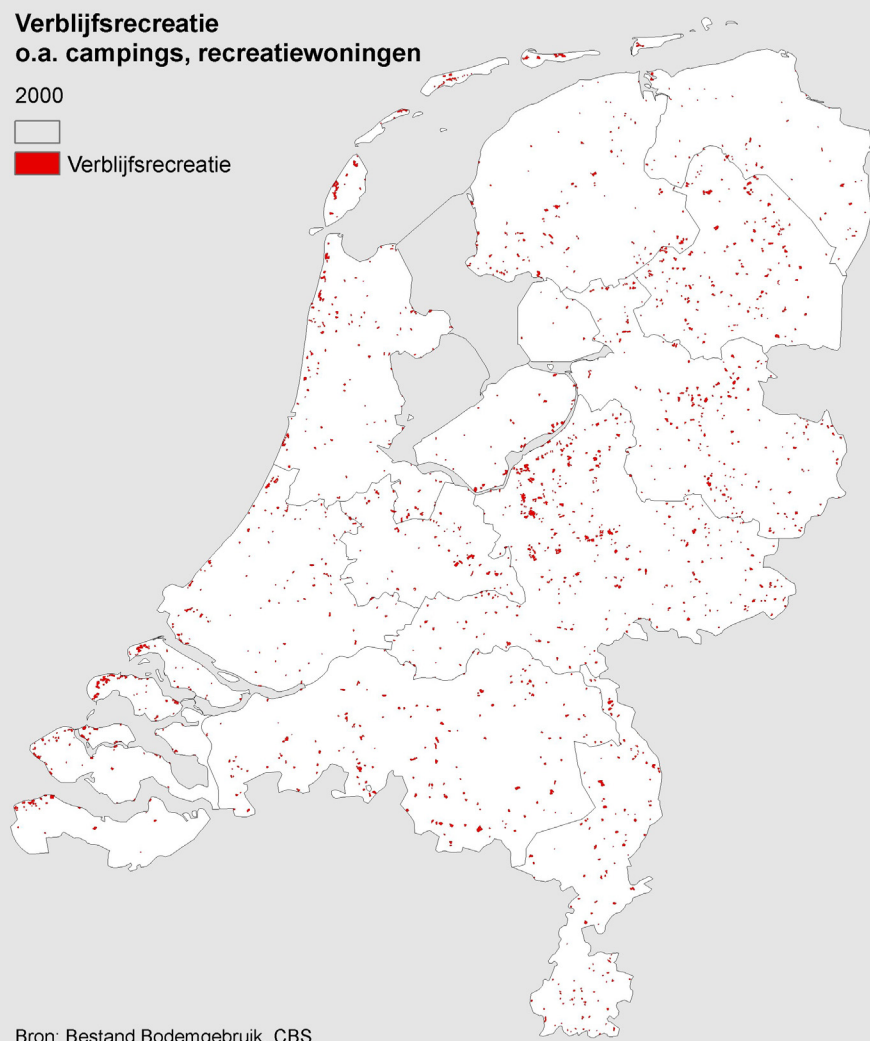 Verblijfsrecreatie
o.a. campings, recreatiewoningen
2000
Verblijfsrecreatie
Bron: Bestand Bodemgebruik, CBS